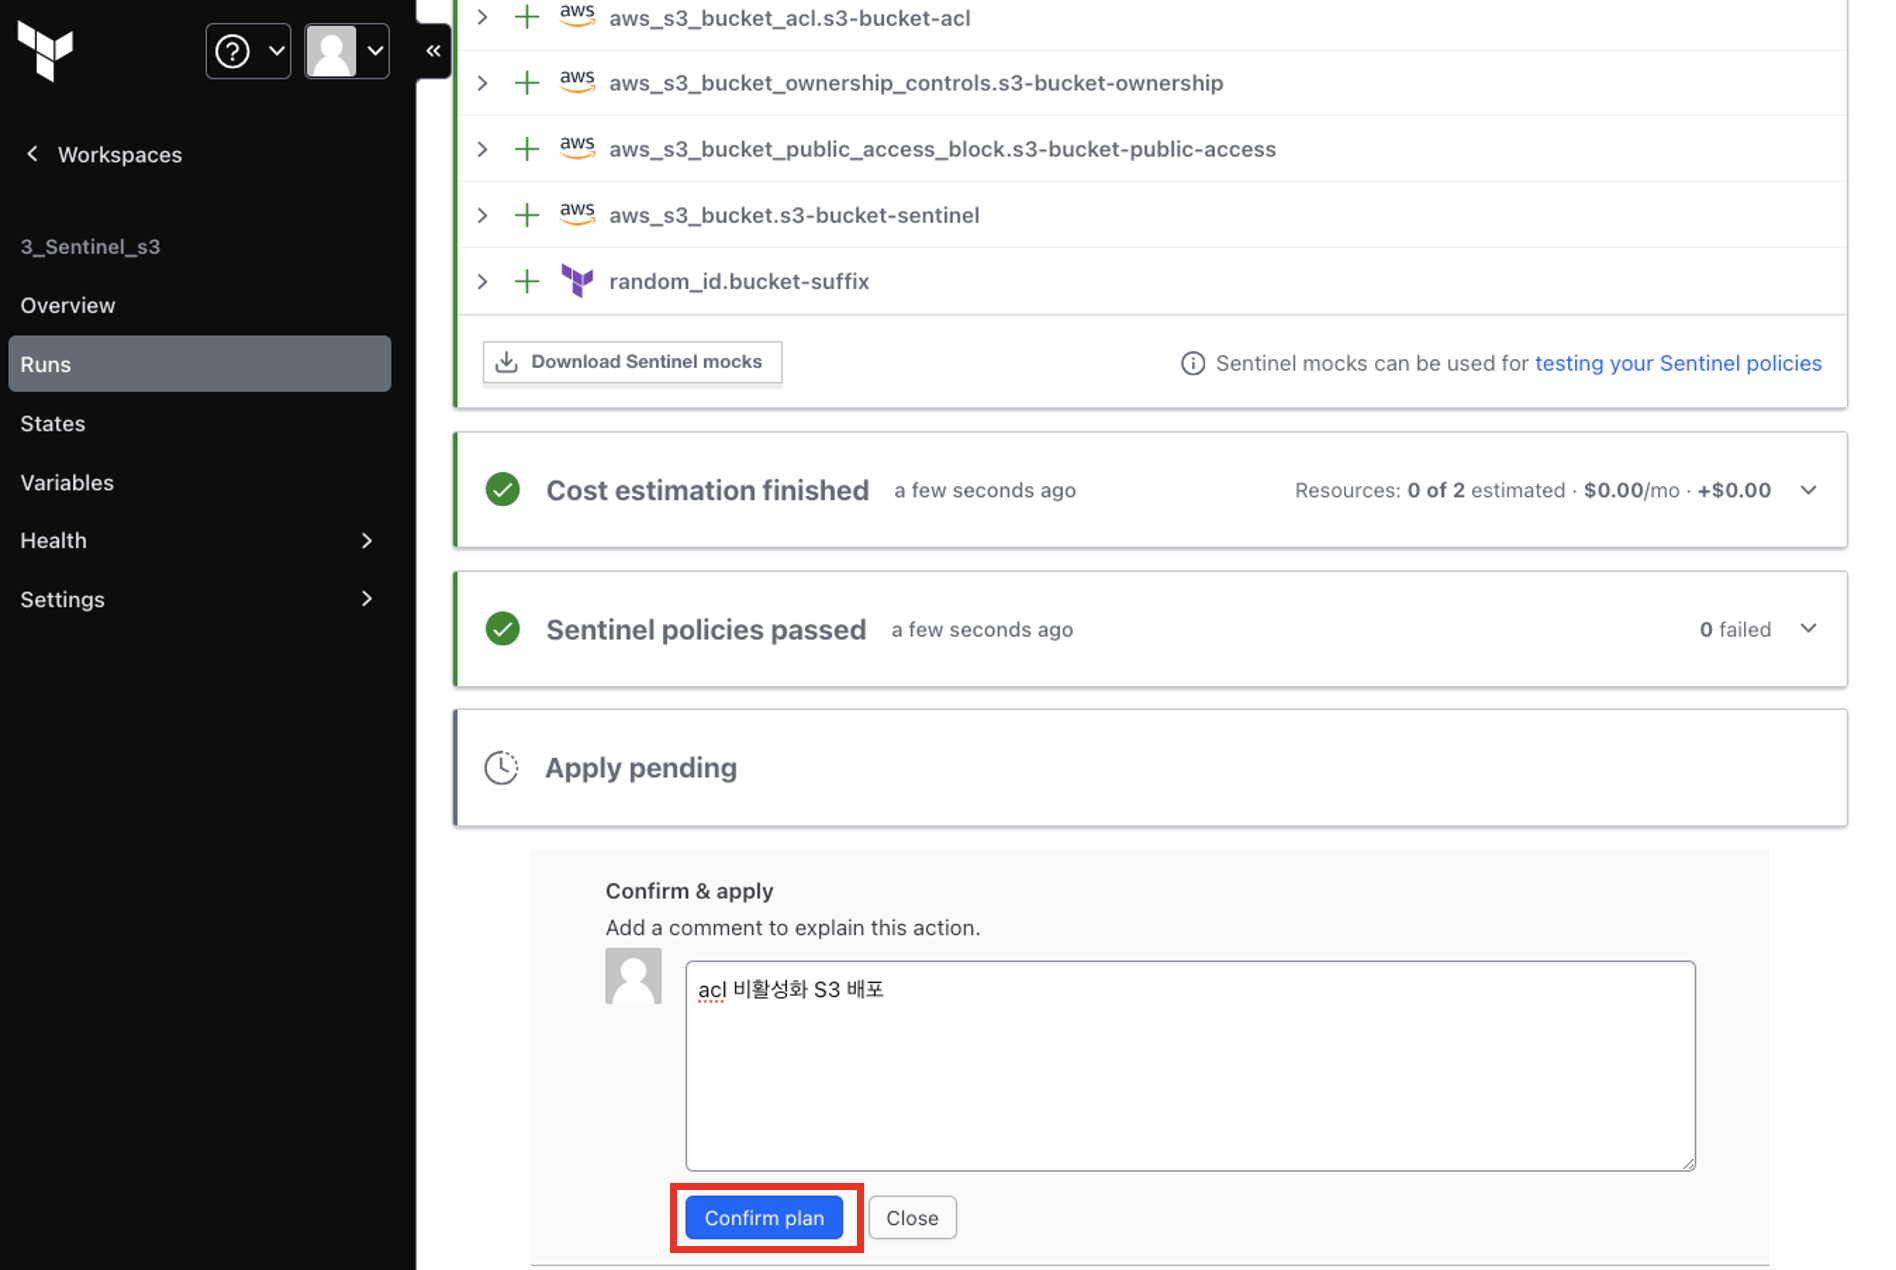 «
Workspaces
3_Sentinel_s3
Overview
Runs
States
Variables
Health
Settings
aws aws_s3_bucket_acl.s3-bucket-acl
aws aws_s3_bucket_ownership_controls.s3-bucket-ownership
aws aws_s3_bucket_public_access_block.s3-bucket-public-access
aws aws_s3_bucket.s3-bucket-sentinel
random_id.bucket-suffix
Download Sentinel mocks
Sentinel mocks can be used for testing your Sentinel policies
Cost estimation finished a few seconds ago Resources: 0 of 2 estimated · $0.00/mo · +$0.00
Sentinel policies passed a few seconds ago 0 failed
Apply pending
Confirm & apply
Add a comment to explain this action.
acl 비활성화 S3 배포
Confirm plan Close